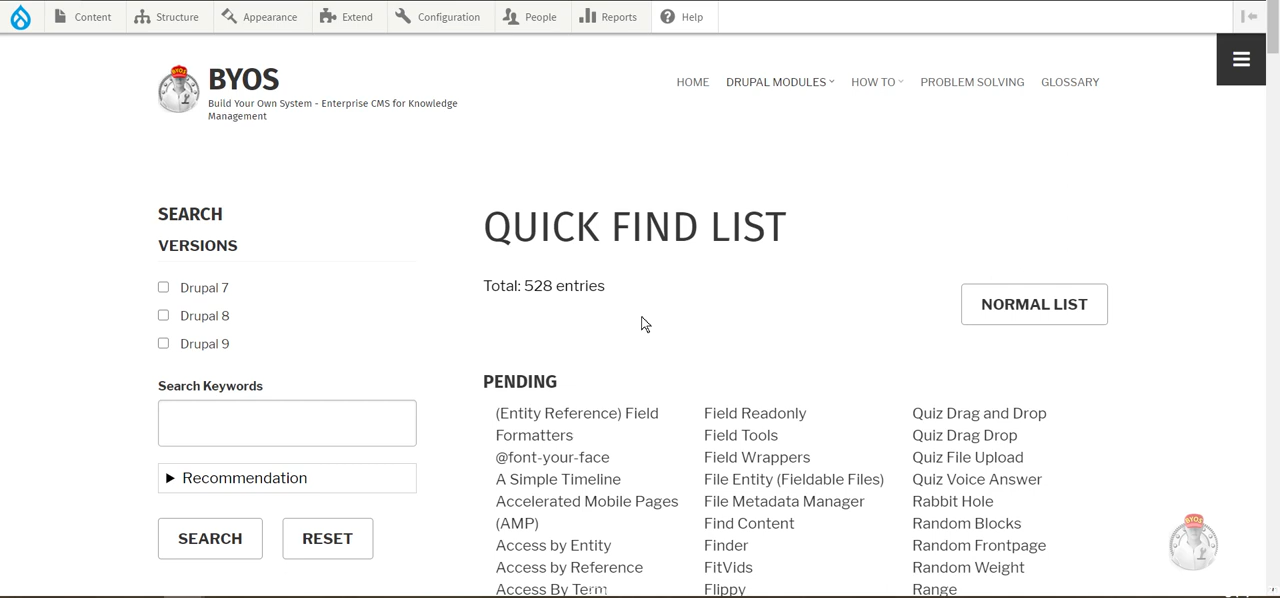 Content
Structure
Appearance
Extend
Configuration
People
Reports
Help
BYOS
BYOS
Build Your Own System - Enterprise CMS for Knowledge
Management
HOME
DRUPAL MODULES
HOW TO
PROBLEM SOLVING
GLOSSARY
SEARCH
VERSIONS
Drupal 7
Drupal 8
Drupal 9
Search Keywords
Recommendation
SEARCH
RESET
QUICK FIND LIST
Total: 528 entries
NORMAL LIST
PENDING
(Entity Reference) Field
Formatters
@font-your-face
A Simple Timeline
Accelerated Mobile Pages
(AMP)
Access by Entity
Access by Reference
Access By Term
Field Readonly
Field Tools
Field Wrappers
File Entity (Fieldable Files)
File Metadata Manager
Find Content
Finder
FitVids
Flippy
Quiz Drag and Drop
Quiz Drag Drop
Quiz File Upload
Quiz Voice Answer
Rabbit Hole
Random Blocks
Random Frontpage
Random Weight
Range
BYOS